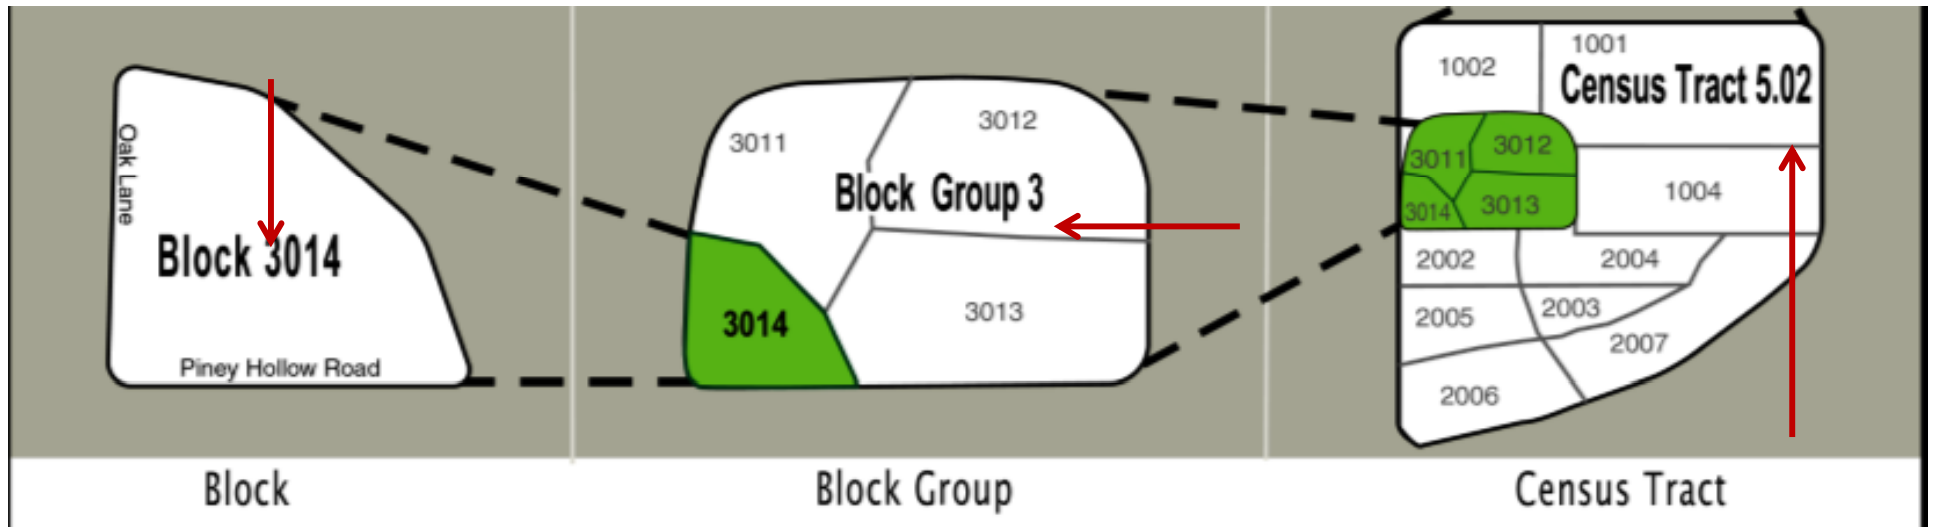 Oak Lane
Block 3014
Piney Hollow Road
Block
3011
3012
Block Group 3
3014
3013
Block Group
1002
1001
Census Tract 5.02
3011
3012
1004
3014
3013
2002
2004
2005
2003
2007
2006
Census Tract